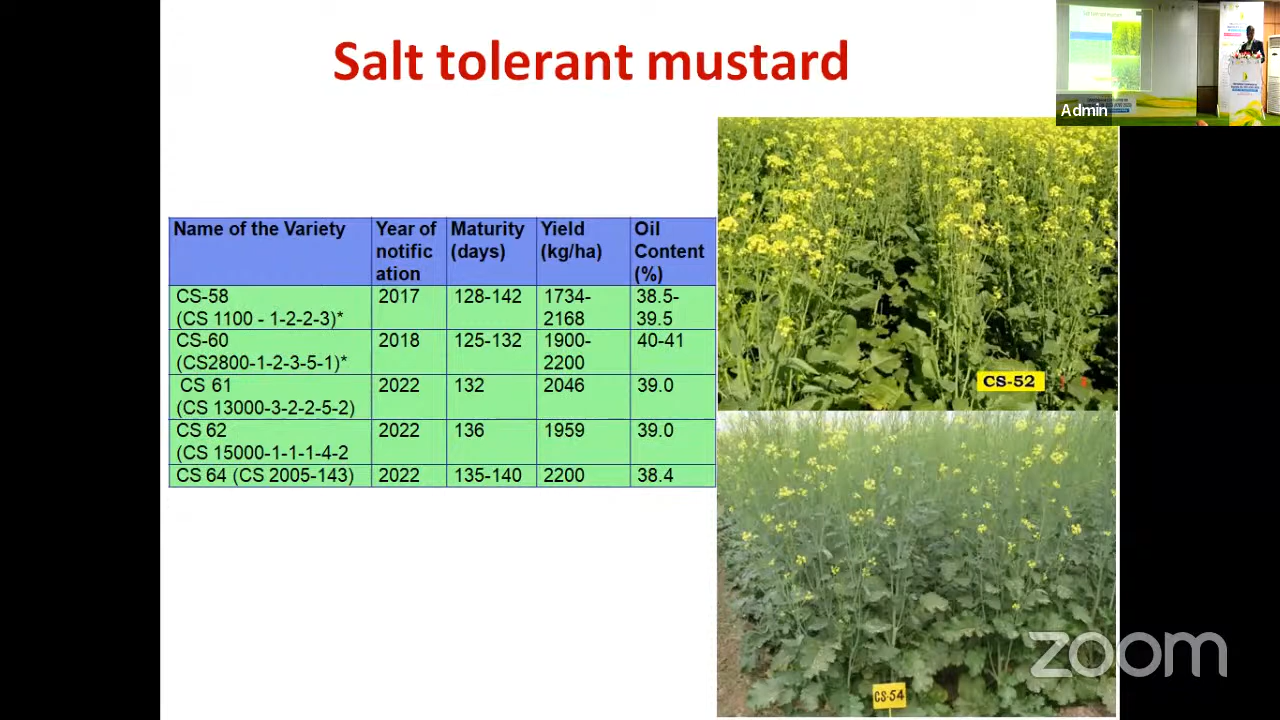 Salt tolerant mustard
Admin
Name of the Variety
Year of
notific
ation
Maturity
(days)
Yield
(kg/ha)
Oil
Content
(%)
CS-58
(CS 1100 - 1-2-2-3)*
2017
128-142
1734-
2168
38.5-
39.5
CS-60
(CS2800-1-2-3-5-1)*
2018
125-132
1900-
2200
40-41
CS 61
(CS 13000-3-2-2-5-2)
2022
132
2046
39.0
CS 62
(CS 15000-1-1-1-4-2
2022
136
1959
39.0
CS 64 (CS 2005-143)
2022
135-140
2200
38.4
CS-52
CS-54
zoom